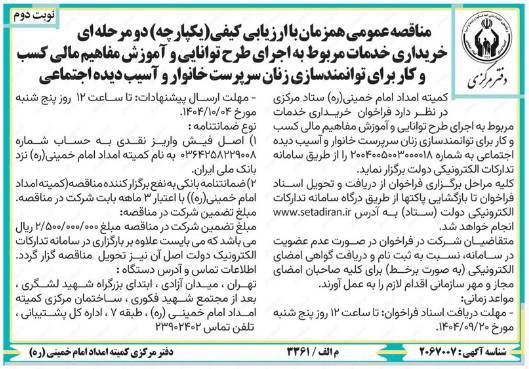 نوبت دوم
مناقصه عمومی همزمان با ارزیابی کیفی(یکپارچه) دو مرحله ای
خریداری خدمات مربوط به اجرای طرح توانایی و آموزش مفاهیم مالی کسب
و کار برای توانمندسازی زنان سرپرست خانوار و آسیب دیده اجتماعی
دفتر مرکزی
کمیته امداد امام خمینی(ره) ستاد مرکزی
در نظر دارد فراخوان خریداری خدمات
مربوط به اجرای طرح توانایی و آموزش مفاهیم مالی کسب
و کار برای توانمندسازی زنان سرپرست خانوار و آسیب دیده
اجتماعی به شماره ۲۰۰۴۰۰۵۰۰۳۰۰۰۰۱۸ را از طریق سامانه
تدارکات الکترونیکی دولت برگزار نماید.
کلیه مراحل برگزاری فراخوان از دریافت و تحویل اسناد
فراخوان تا بازگشایی پاکتها از طریق درگاه سامانه تدارکات
الکترونیکی دولت (ستاد) به آدرس www.setadiran.ir
انجام خواهد شد.
متقاضیان شرکت در فراخوان در صورت عدم عضویت
در سامانه، نسبت به ثبت نام و دریافت گواهی امضای
الکترونیکی (به صورت برخط) برای کلیه صاحبان امضای
مجاز و مهر سازمانی اقدام لازم را به عمل آورند.
مواعد زمانی:
- مهلت دریافت اسناد فراخوان: تا ساعت ۱۲ روز پنج شنبه
مورخ ۱۴۰۴/۰۹/۲۰.
- مهلت ارسال پیشنهادات: تا ساعت ۱۲ روز پنج شنبه
مورخ ۱۴۰۴/۱۰/۰۴.
نوع ضمانتنامه :
۱) اصل فیش واریز نقدی به حساب شماره
۰۳۶۴۲۵۸۲۲۹۰۰۸ به نام کمیته امداد امام خمینی(ره) نزد
بانک ملی ایران.
۲) ضمانتنامه بانکی به نفع برگزار کننده مناقصه(کمیته امداد
امام خمینی(ره)) با اعتبار ۳ ماهه بابت شرکت در مناقصه.
مبلغ تضمین شرکت در مناقصه:
مبلغ تضمین شرکت در مناقصه ۲/۵۰۰/۰۰۰/۰۰۰ ریال
می باشد که می بایست علاوه بر بارگزاری در سامانه تدارکات
الکترونیک دولت اصل آن نیز تحویل مناقصه گزار گردد.
اطلاعات تماس و آدرس دستگاه :
تهران ، میدان آزادی ، ابتدای بزرگراه شهید لشگری ،
بعد از مجتمع شهید فکوری ، ساختمان مرکزی کمیته
امداد امام خمینی (ره) ، طبقه ۷ ، اداره کل پشتیبانی ،
تلفن تماس ۲۳۹۰۲۴۰۲
شناسه آگهی : ۲۰۶۷۰۰۷
م الف / ۳۳۶۱
دفتر مرکزی کمیته امداد امام خمینی (ره)